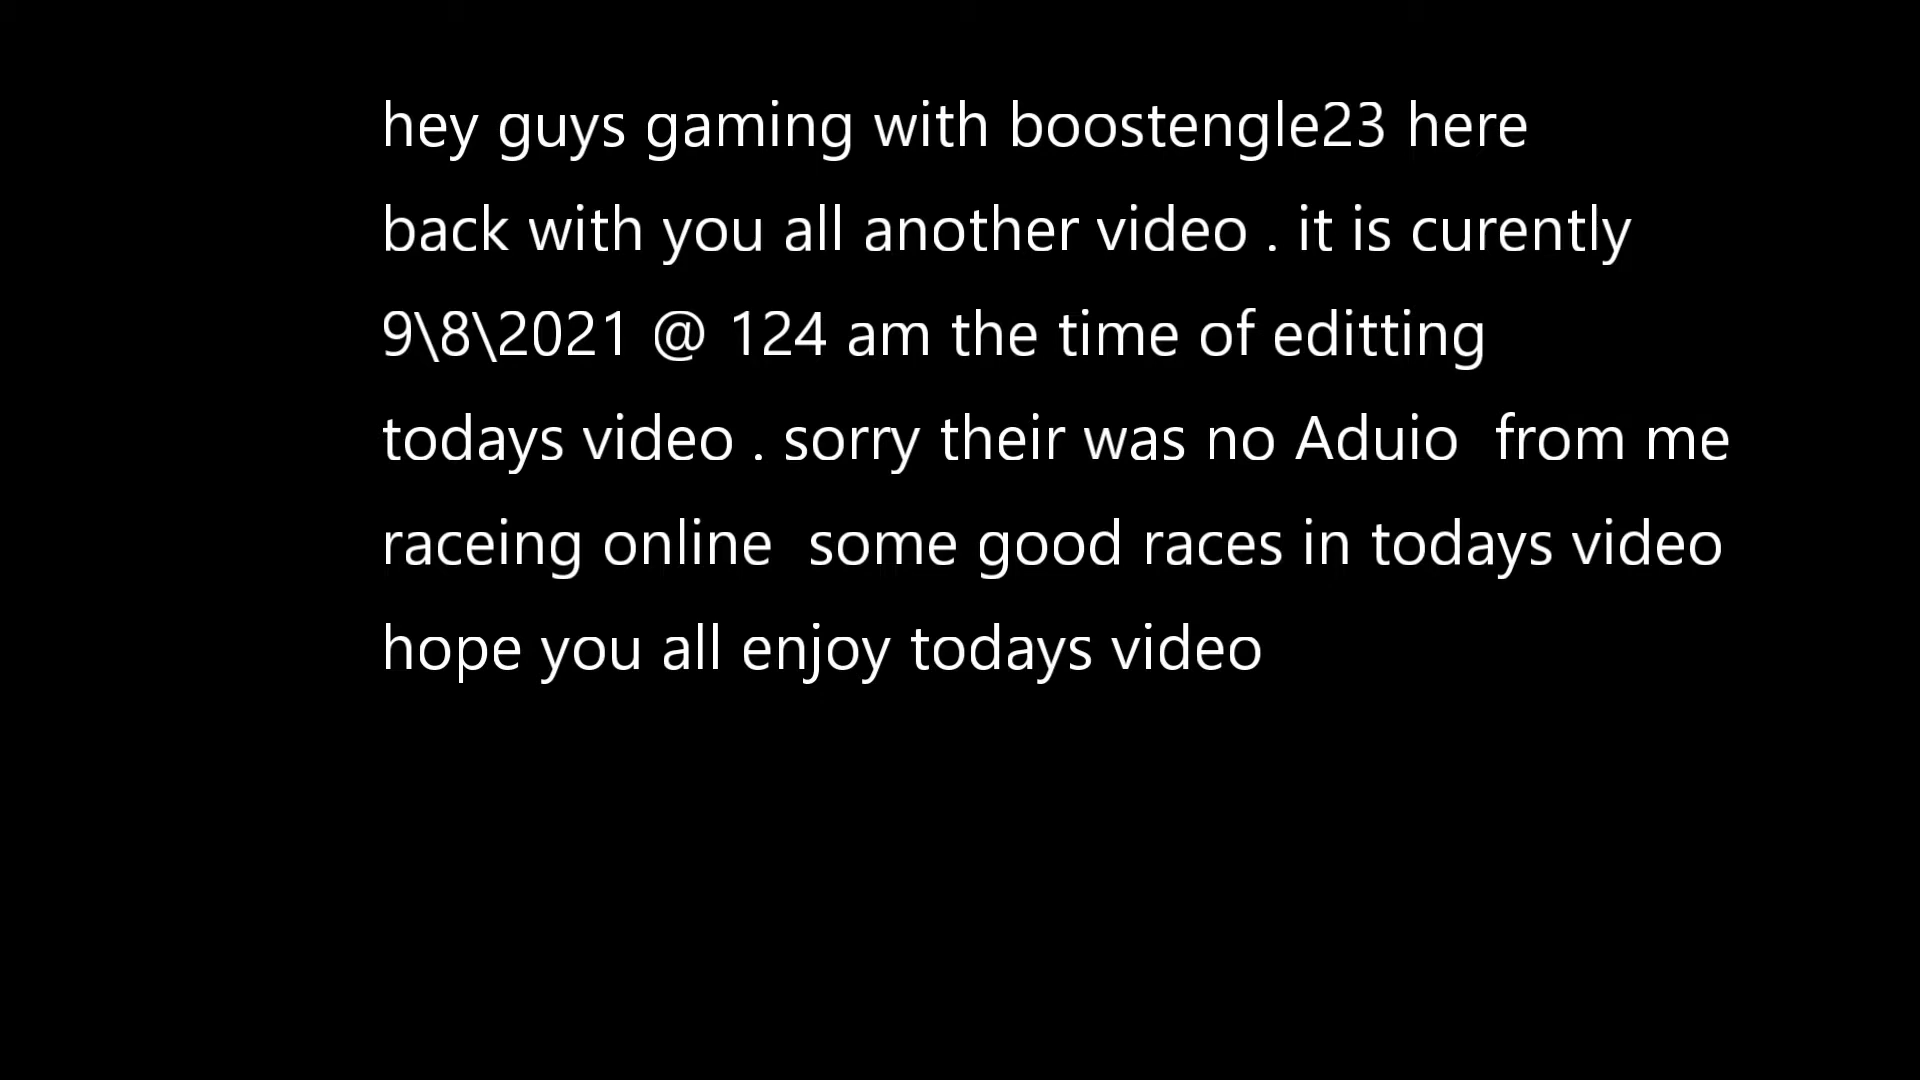 hey guys gaming with boostengle23 here
back with you all another video . it is curently
9\8\2021 @ 124 am the time of editting
todays video . sorry their was no Aduio  from me
raceing online  some good races in todays video
hope you all enjoy todays video